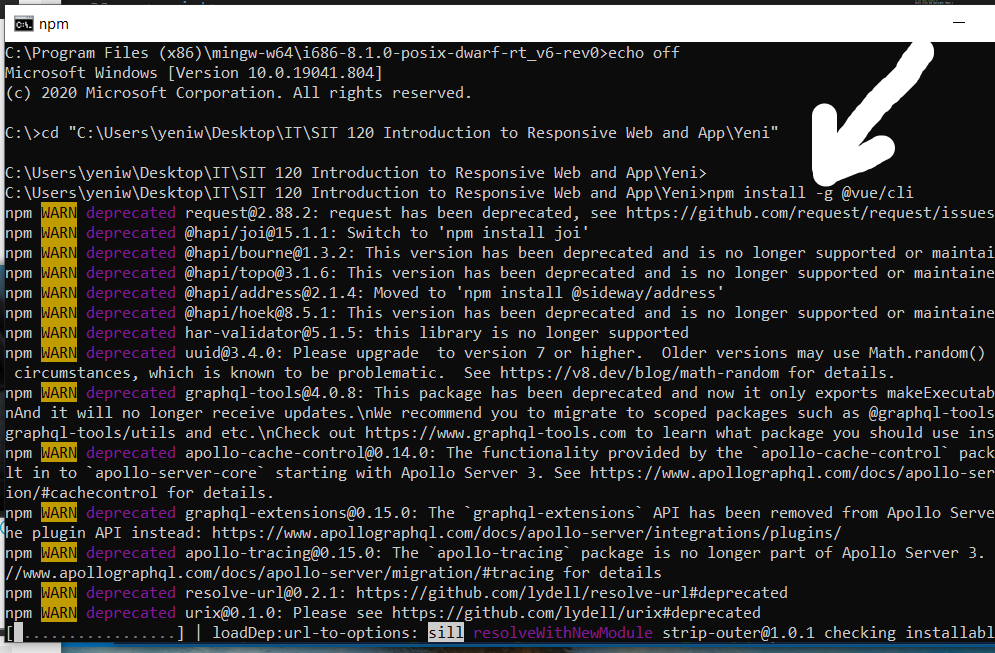 npm
C:\Program Files (x86)\mingw-w64\i686-8.1.0-posix-dwarf-rt_v6-rev0>echo off
Microsoft Windows [Version 10.0.19041.804]
(c) 2020 Microsoft Corporation. All rights reserved.
C:\>cd "C:\Users\yeniw\Desktop\IT\SIT 120 Introduction to Responsive Web and App\Yeni"
C:\Users\yeniw\Desktop\IT\SIT 120 Introduction to Responsive Web and App\Yeni>
C:\Users\yeniw\Desktop\IT\SIT 120 Introduction to Responsive Web and App\Yeni>npm install -g @vue/cli
npm WARN deprecated request@2.88.2: request has been deprecated, see https://github.com/request/request/issues
npm WARN deprecated @hapi/joi@15.1.1: Switch to 'npm install joi'
npm WARN deprecated @hapi/bourne@1.3.2: This version has been deprecated and is no longer supported or maintai
npm WARN deprecated @hapi/topo@3.1.6: This version has been deprecated and is no longer supported or maintaine
npm WARN deprecated @hapi/address@2.1.4: Moved to 'npm install @sideway/address'
npm WARN deprecated @hapi/hoek@8.5.1: This version has been deprecated and is no longer supported or maintaine
npm WARN deprecated har-validator@5.1.5: this library is no longer supported
npm WARN deprecated uuid@3.4.0: Please upgrade  to version 7 or higher.  Older versions may use Math.random()
circumstances, which is known to be problematic.  See https://v8.dev/blog/math-random for details.
npm WARN deprecated graphql-tools@4.0.8: This package has been deprecated and now it only exports makeExecutab
nAnd it will no longer receive updates.\nWe recommend you to migrate to scoped packages such as @graphql-tools
graphql-tools/utils and etc.\nCheck out https://www.graphql-tools.com to learn what package you should use ins
npm WARN deprecated apollo-cache-control@0.14.0: The functionality provided by the `apollo-cache-control` pack
lt in to `apollo-server-core` starting with Apollo Server 3. See https://www.apollographql.com/docs/apollo-ser
ion/#cachecontrol for details.
npm WARN deprecated graphql-extensions@0.15.0: The `graphql-extensions` API has been removed from Apollo Serve
he plugin API instead: https://www.apollographql.com/docs/apollo-server/integrations/plugins/
npm WARN deprecated apollo-tracing@0.15.0: The `apollo-tracing` package is no longer part of Apollo Server 3.
//www.apollographql.com/docs/apollo-server/migration/#tracing for details
npm WARN deprecated resolve-url@0.2.1: https://github.com/lydell/resolve-url#deprecated
npm WARN deprecated urix@0.1.0: Please see https://github.com/lydell/urix#deprecated
[ .................] | loadDep:url-to-options: sill resolveWithNewModule strip-outer@1.0.1 checking installabl